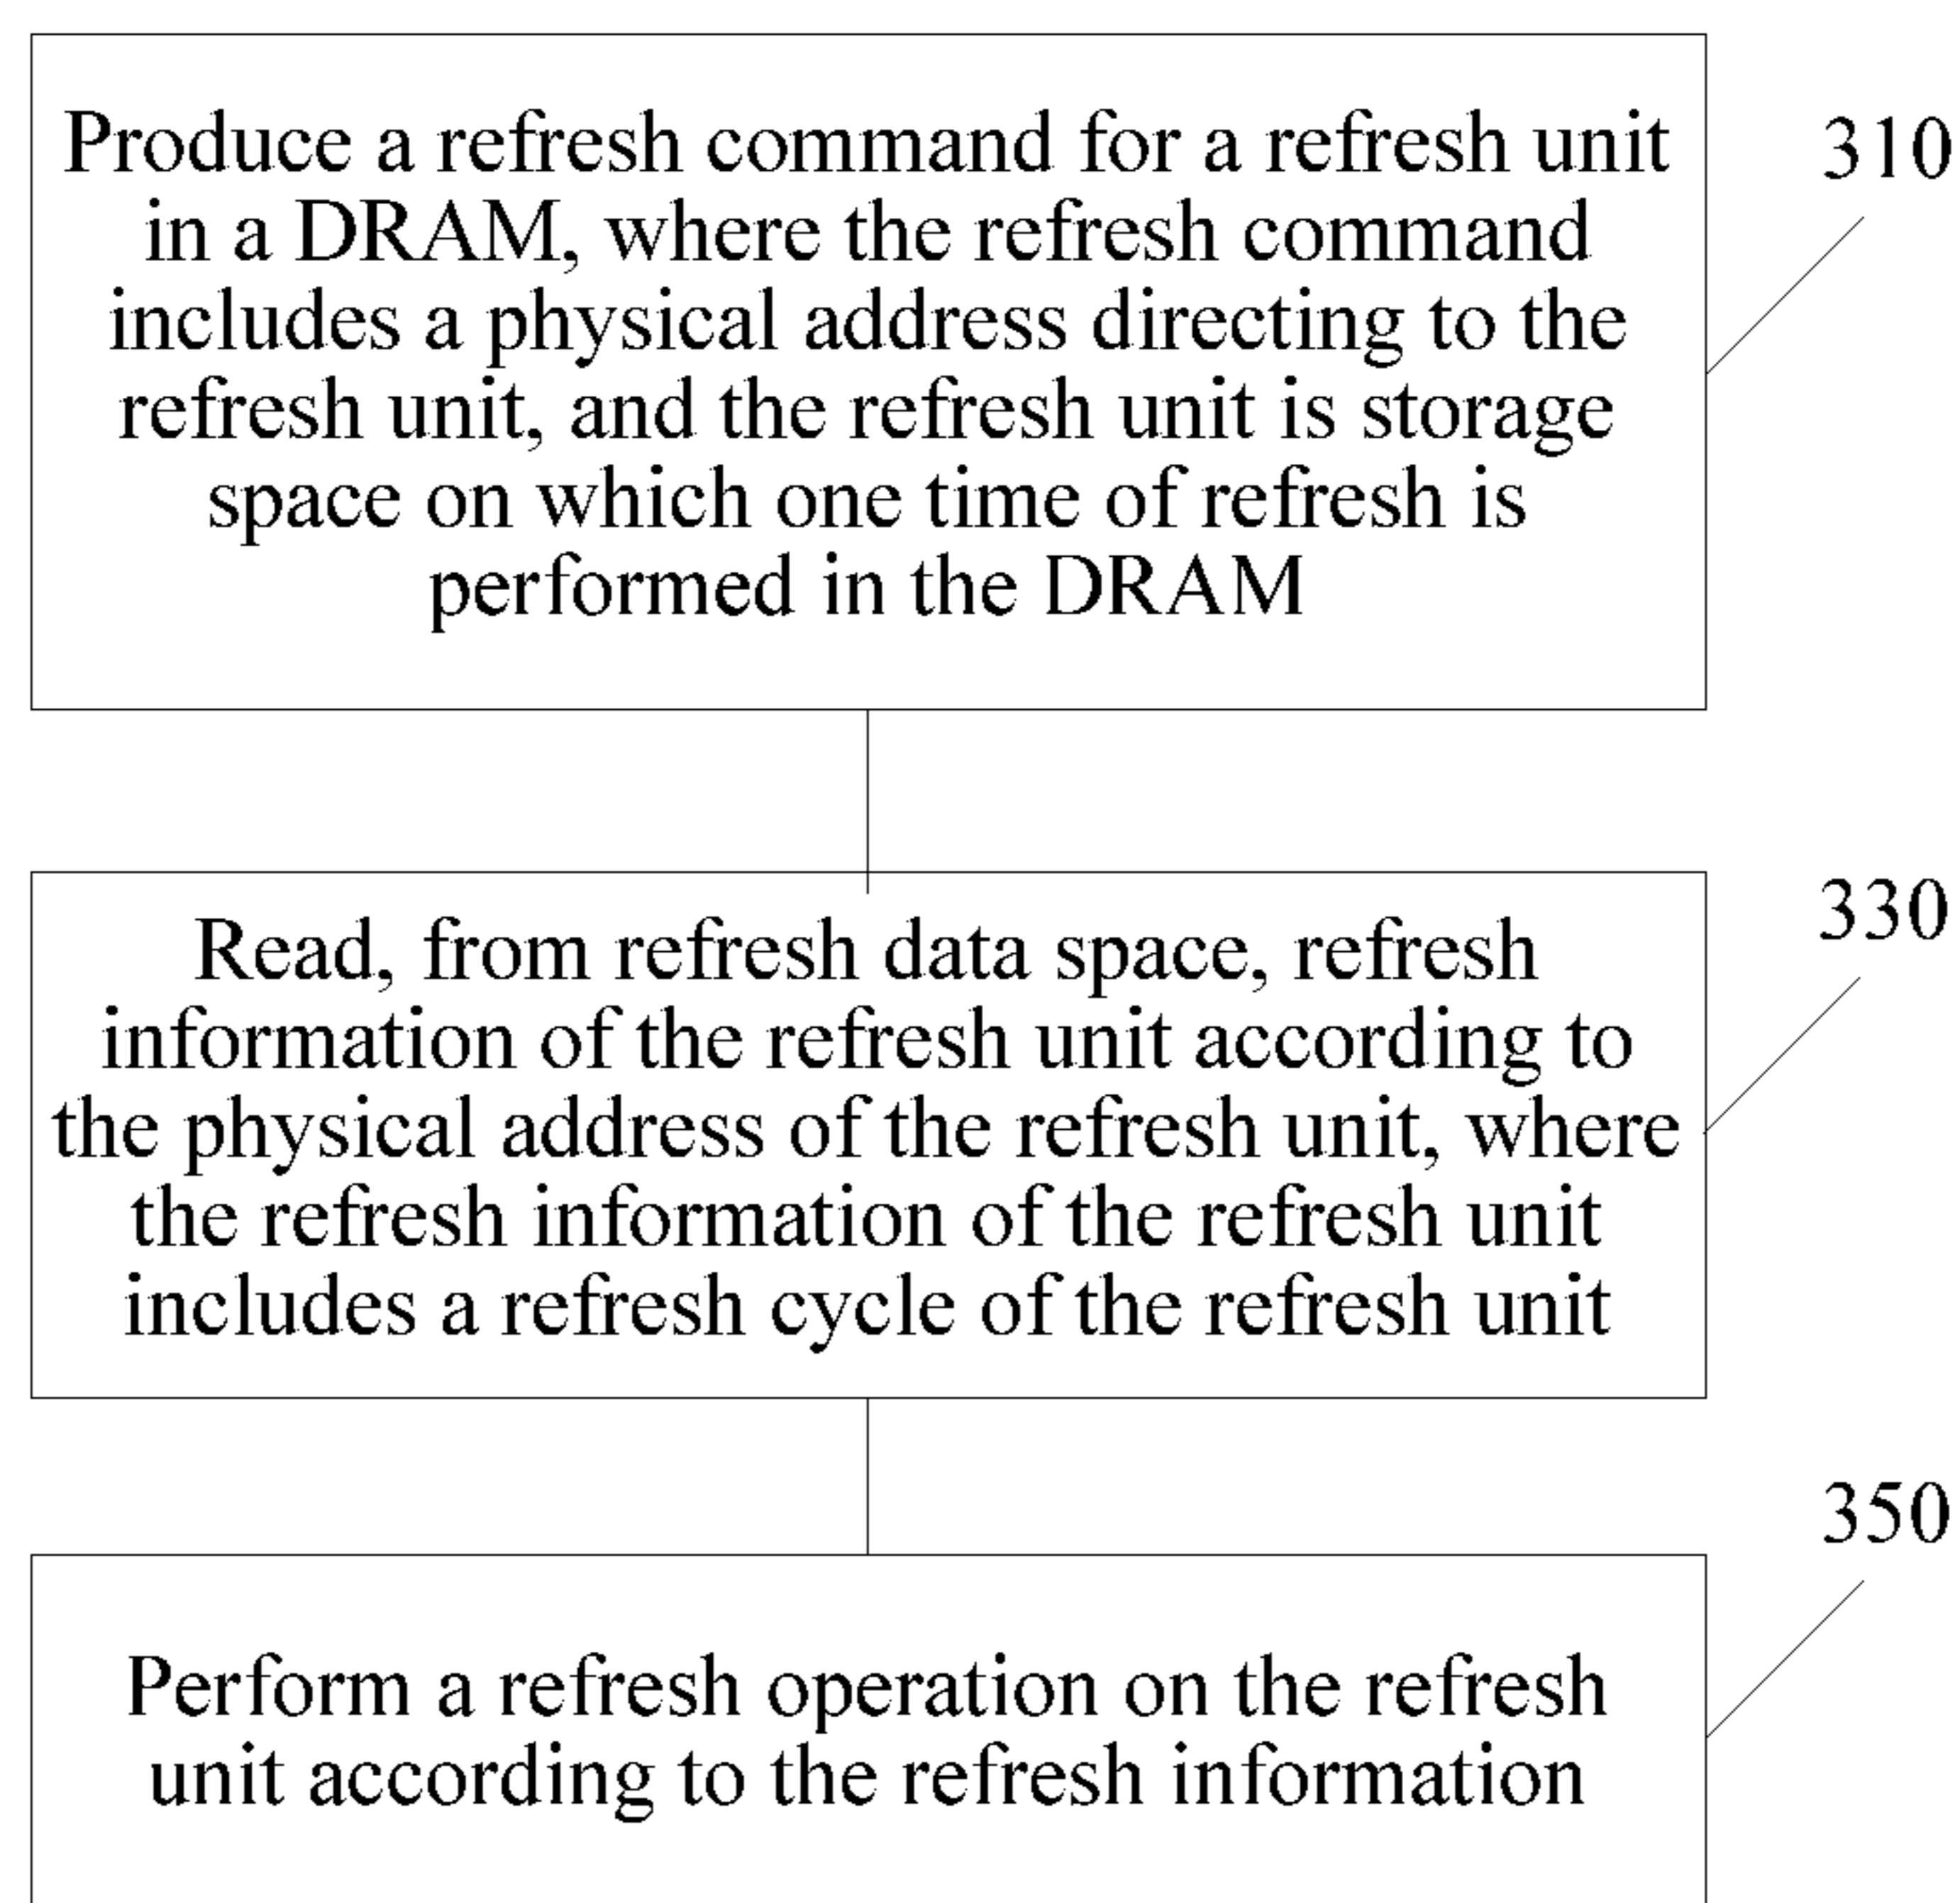 Produce a refresh command for a refresh unit
in a DRAM, where the refresh command
includes a physical address directing to the
refresh unit, and the refresh unit is storage
space on which one time of refresh is
performed in the DRAM
310
Read, from refresh data space, refresh
information of the refresh unit according to
the physical address of the refresh unit, where
the refresh information of the refresh unit
includes a refresh cycle of the refresh unit
330
Perform a refresh operation on the refresh
unit according to the refresh information
350